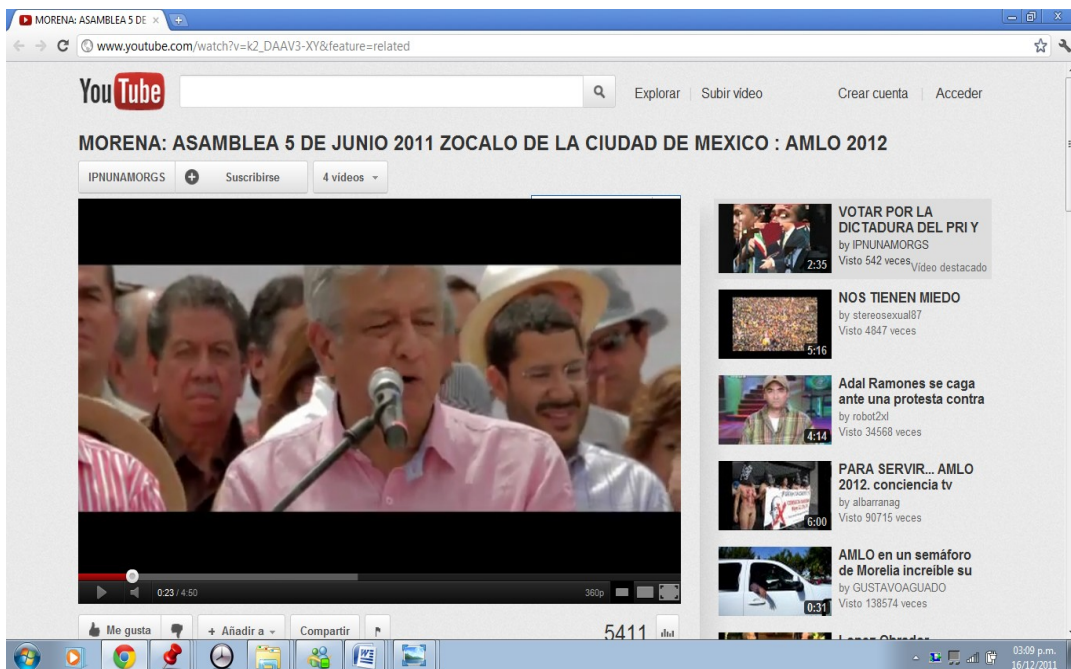 MORENA: ASAMBLEA 5 DE
www.youtube.com/watch?v=k2_DAAV3-XY&feature=related
YouTube
Explorar
Subir vídeo
Crear cuenta
Acceder
MORENA: ASAMBLEA 5 DE JUNIO 2011 ZOCALO DE LA CIUDAD DE MEXICO : AMLO 2012
IPNUNAMORGS
Suscribirse
4 vídeos
0:23 / 4:50
360p
Me gusta
+ Añadir a
Compartir
5411
2:35
VOTAR POR LA
DICTADURA DEL PRI Y
by IPNUNAMORGS
Visto 542 veces
Vídeo destacado
5:16
NOS TIENEN MIEDO
by stereosexual87
Visto 4847 veces
4:14
Adal Ramones se caga
ante una protesta contra
by robot2xl
Visto 34568 veces
6:00
PARA SERVIR... AMLO
2012. conciencia tv
by albarranag
Visto 90715 veces
0:31
AMLO en un semáforo
de Morelia increible su
by GUSTAVOAGUADO
Visto 138574 veces
03:09 p.m.
16/12/2011